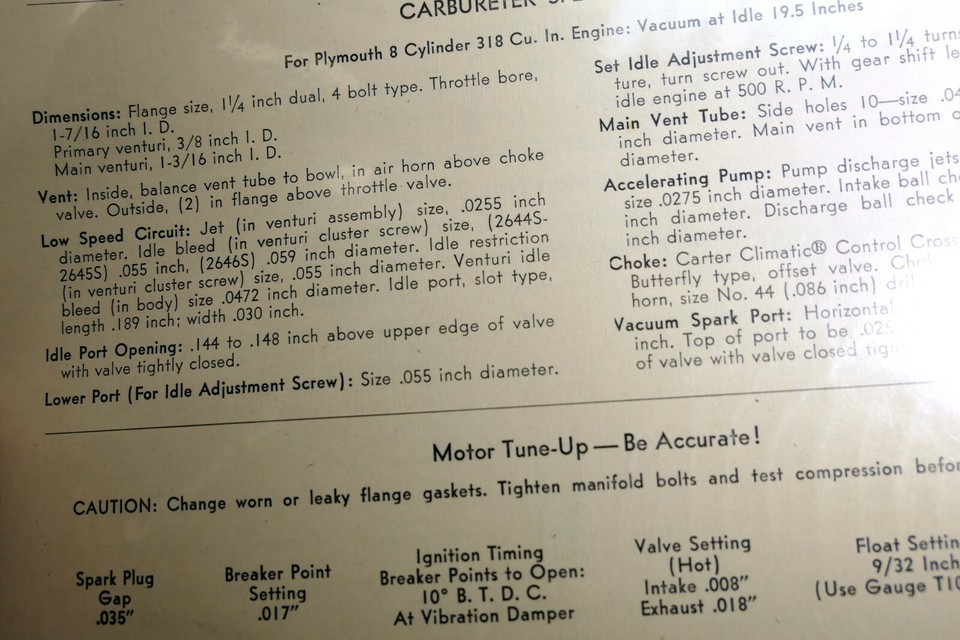 CARBURETER
For Plymouth 8 Cylinder 318 Cu. In. Engine: Vacuum at Idle 19.5 Inches
Dimensions: Flange size, 1¼ inch dual, 4 bolt type. Throttle bore,
1-7/16 inch I. D.
Primary venturi, 3/8 inch I. D.
Main venturi, 1-3/16 inch I. D.
Vent: Inside, balance vent tube to bowl, in air horn above choke
valve. Outside, (2) in flange above throttle valve.
Low Speed Circuit: Jet (in venturi assembly) size, .0255 inch
diameter. Idle bleed (in venturi cluster screw) size, (2644S-
2645S) .055 inch, (2646S) .059 inch diameter. Idle restriction
(in venturi cluster screw) size, .055 inch diameter. Venturi idle
bleed (in body) size .0472 inch diameter. Idle port, slot type,
length .189 inch; width .030 inch.
Idle Port Opening: .144 to .148 inch above upper edge of valve
with valve tightly closed.
Lower Port (For Idle Adjustment Screw): Size .055 inch diameter.
Set Idle Adjustment Screw: ¼ to 1¼ turns
ture, turn screw out. With gear shift le
idle engine at 500 R. P. M.
Main Vent Tube: Side holes 10—size .04
inch diameter. Main vent in bottom o
diameter.
Accelerating Pump: Pump discharge jets
size .0275 inch diameter. Intake ball ch
inch diameter. Discharge ball check
inch diameter.
Choke: Carter Climatic® Control Cross
Butterfly type, offset valve. Cho
horn, size No. 44 (.086 inch) dril
Vacuum Spark Port: Horizontal
inch. Top of port to be .025
of valve with valve closed tigh
Motor Tune-Up — Be Accurate!
CAUTION: Change worn or leaky flange gaskets. Tighten manifold bolts and test compression befor
Spark Plug
Gap
.035″
Breaker Point
Setting
.017″
Ignition Timing
Breaker Points to Open:
10° B. T. D. C.
At Vibration Damper
Valve Setting
(Hot)
Intake .008″
Exhaust .018″
Float Settin
9/32 Inch
(Use Gauge T10